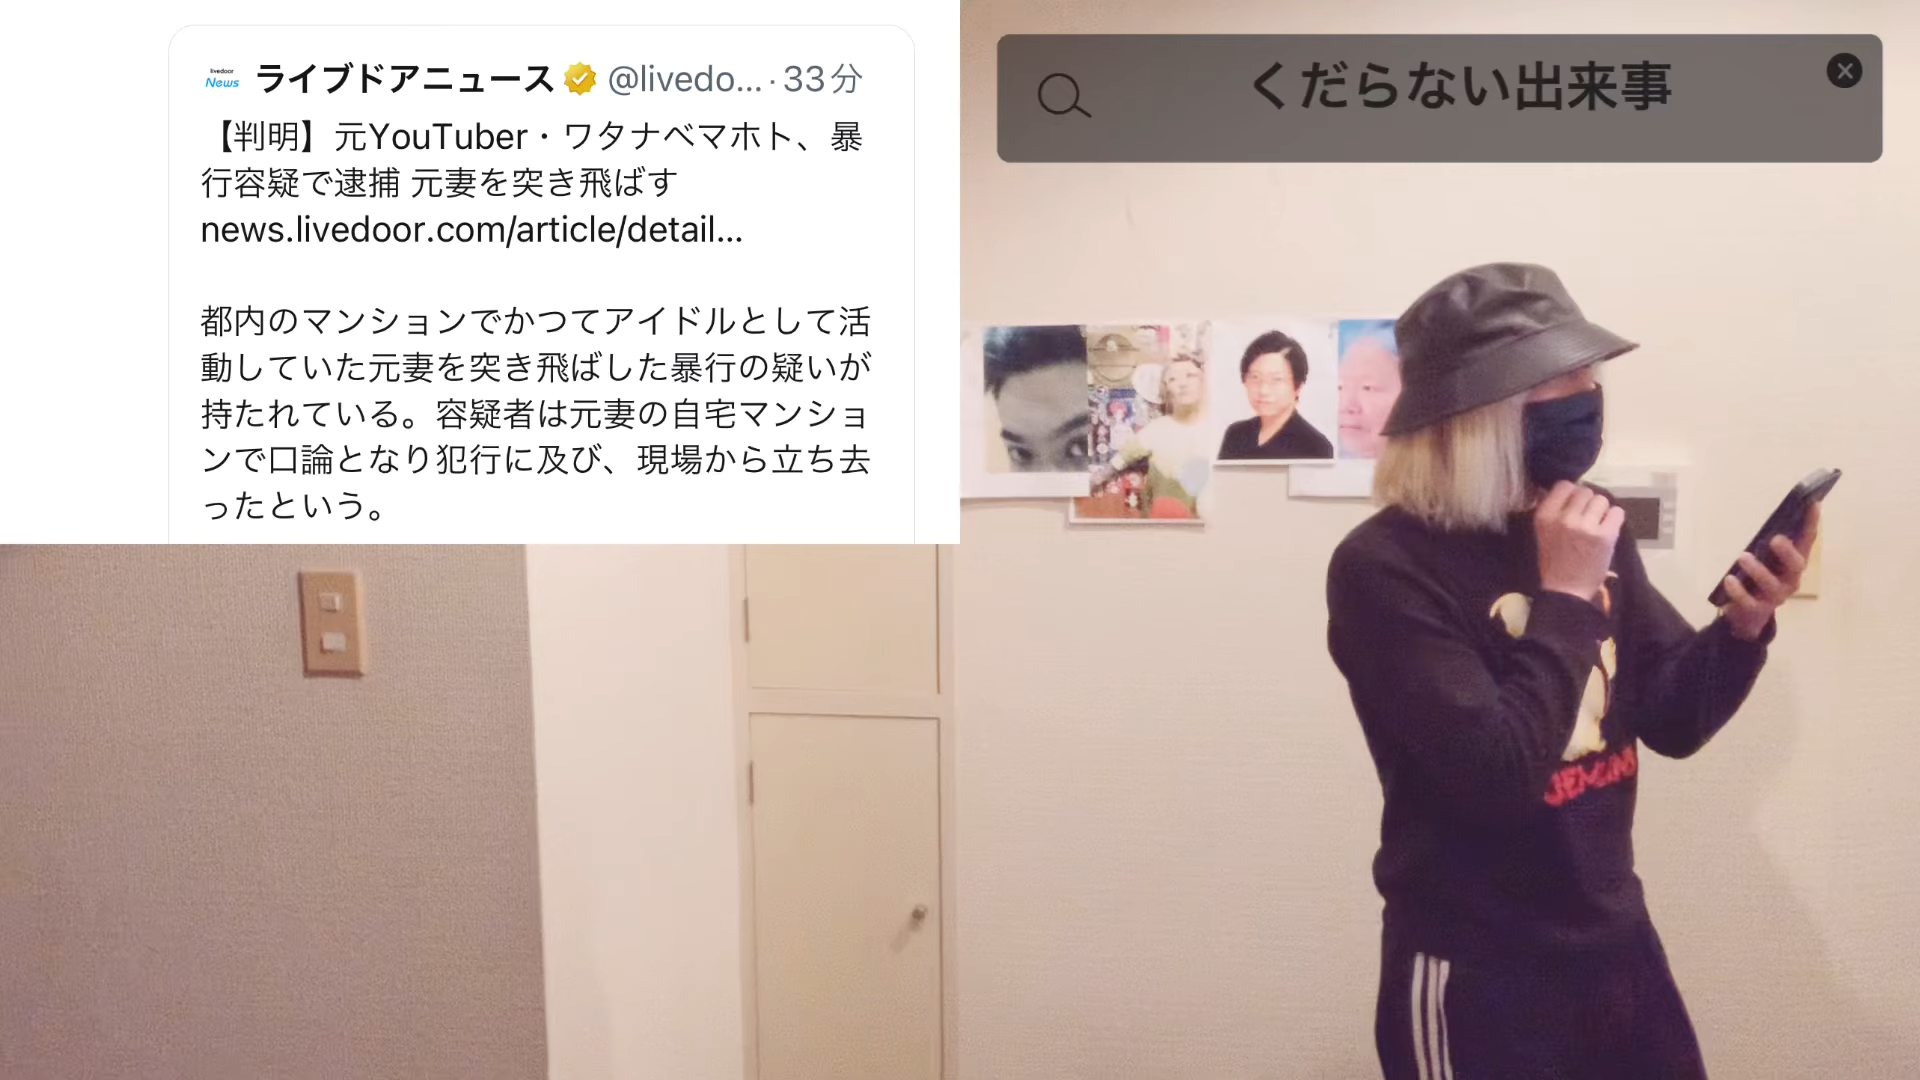 livedoor
News
ライブドアニュース @livedo... · 33分
【判明】元YouTuber・ワタナベマホト、暴
行容疑で逮捕 元妻を突き飛ばす
news.livedoor.com/article/detail...
都内のマンションでかつてアイドルとして活
動していた元妻を突き飛ばした暴行の疑いが
持たれている。容疑者は元妻の自宅マンショ
ンで口論となり犯行に及び、現場から立ち去
ったという。
くだらない出来事